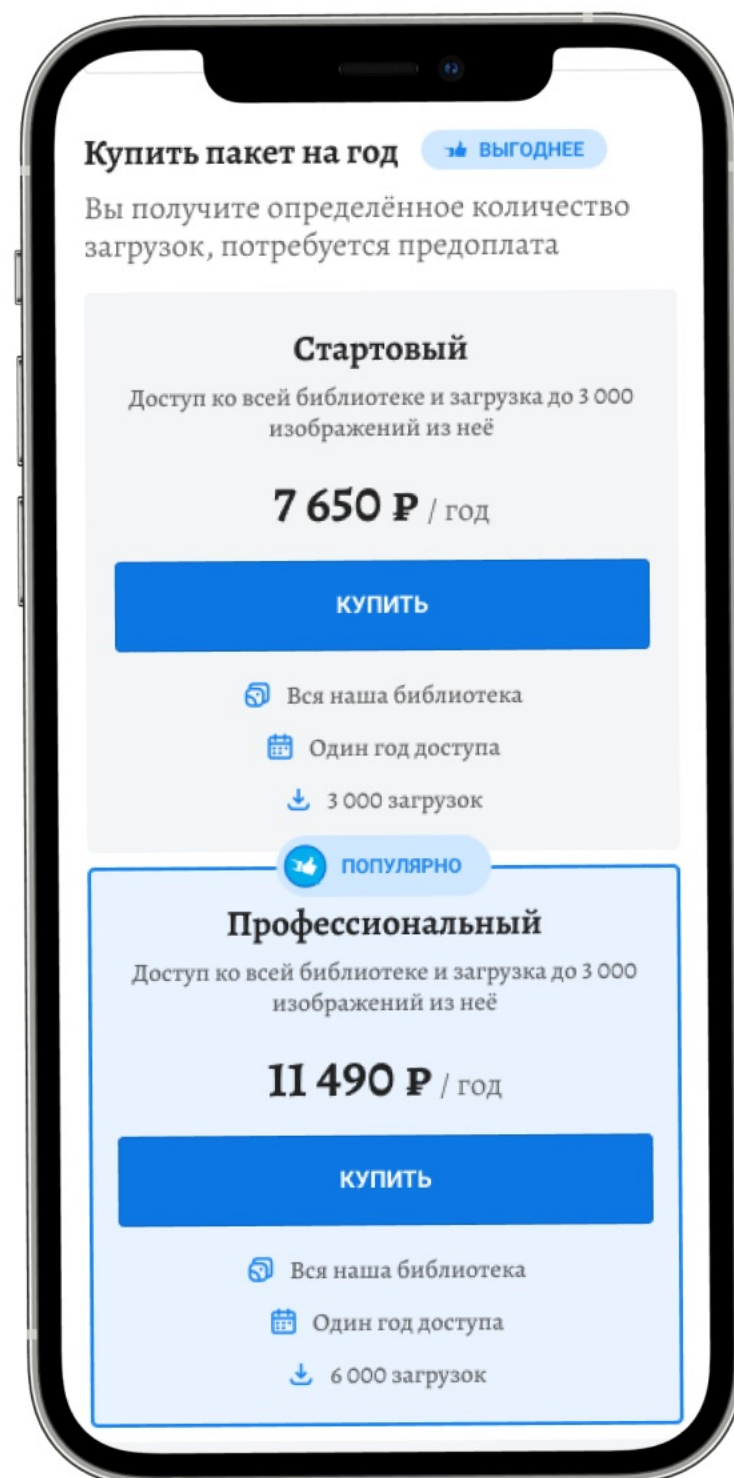 Купить пакет на год ВЫГОДНЕЕ
Вы получите определённое количество
загрузок, потребуется предоплата
Стартовый
Доступ ко всей библиотеке и загрузка до 3 000
изображений из неё
7 650 ₽ / год
КУПИТЬ
Вся наша библиотека
Один год доступа
3 000 загрузок
ПОПУЛЯРНО
Профессиональный
Доступ ко всей библиотеке и загрузка до 3 000
изображений из неё
11 490 ₽ / год
КУПИТЬ
Вся наша библиотека
Один год доступа
6 000 загрузок